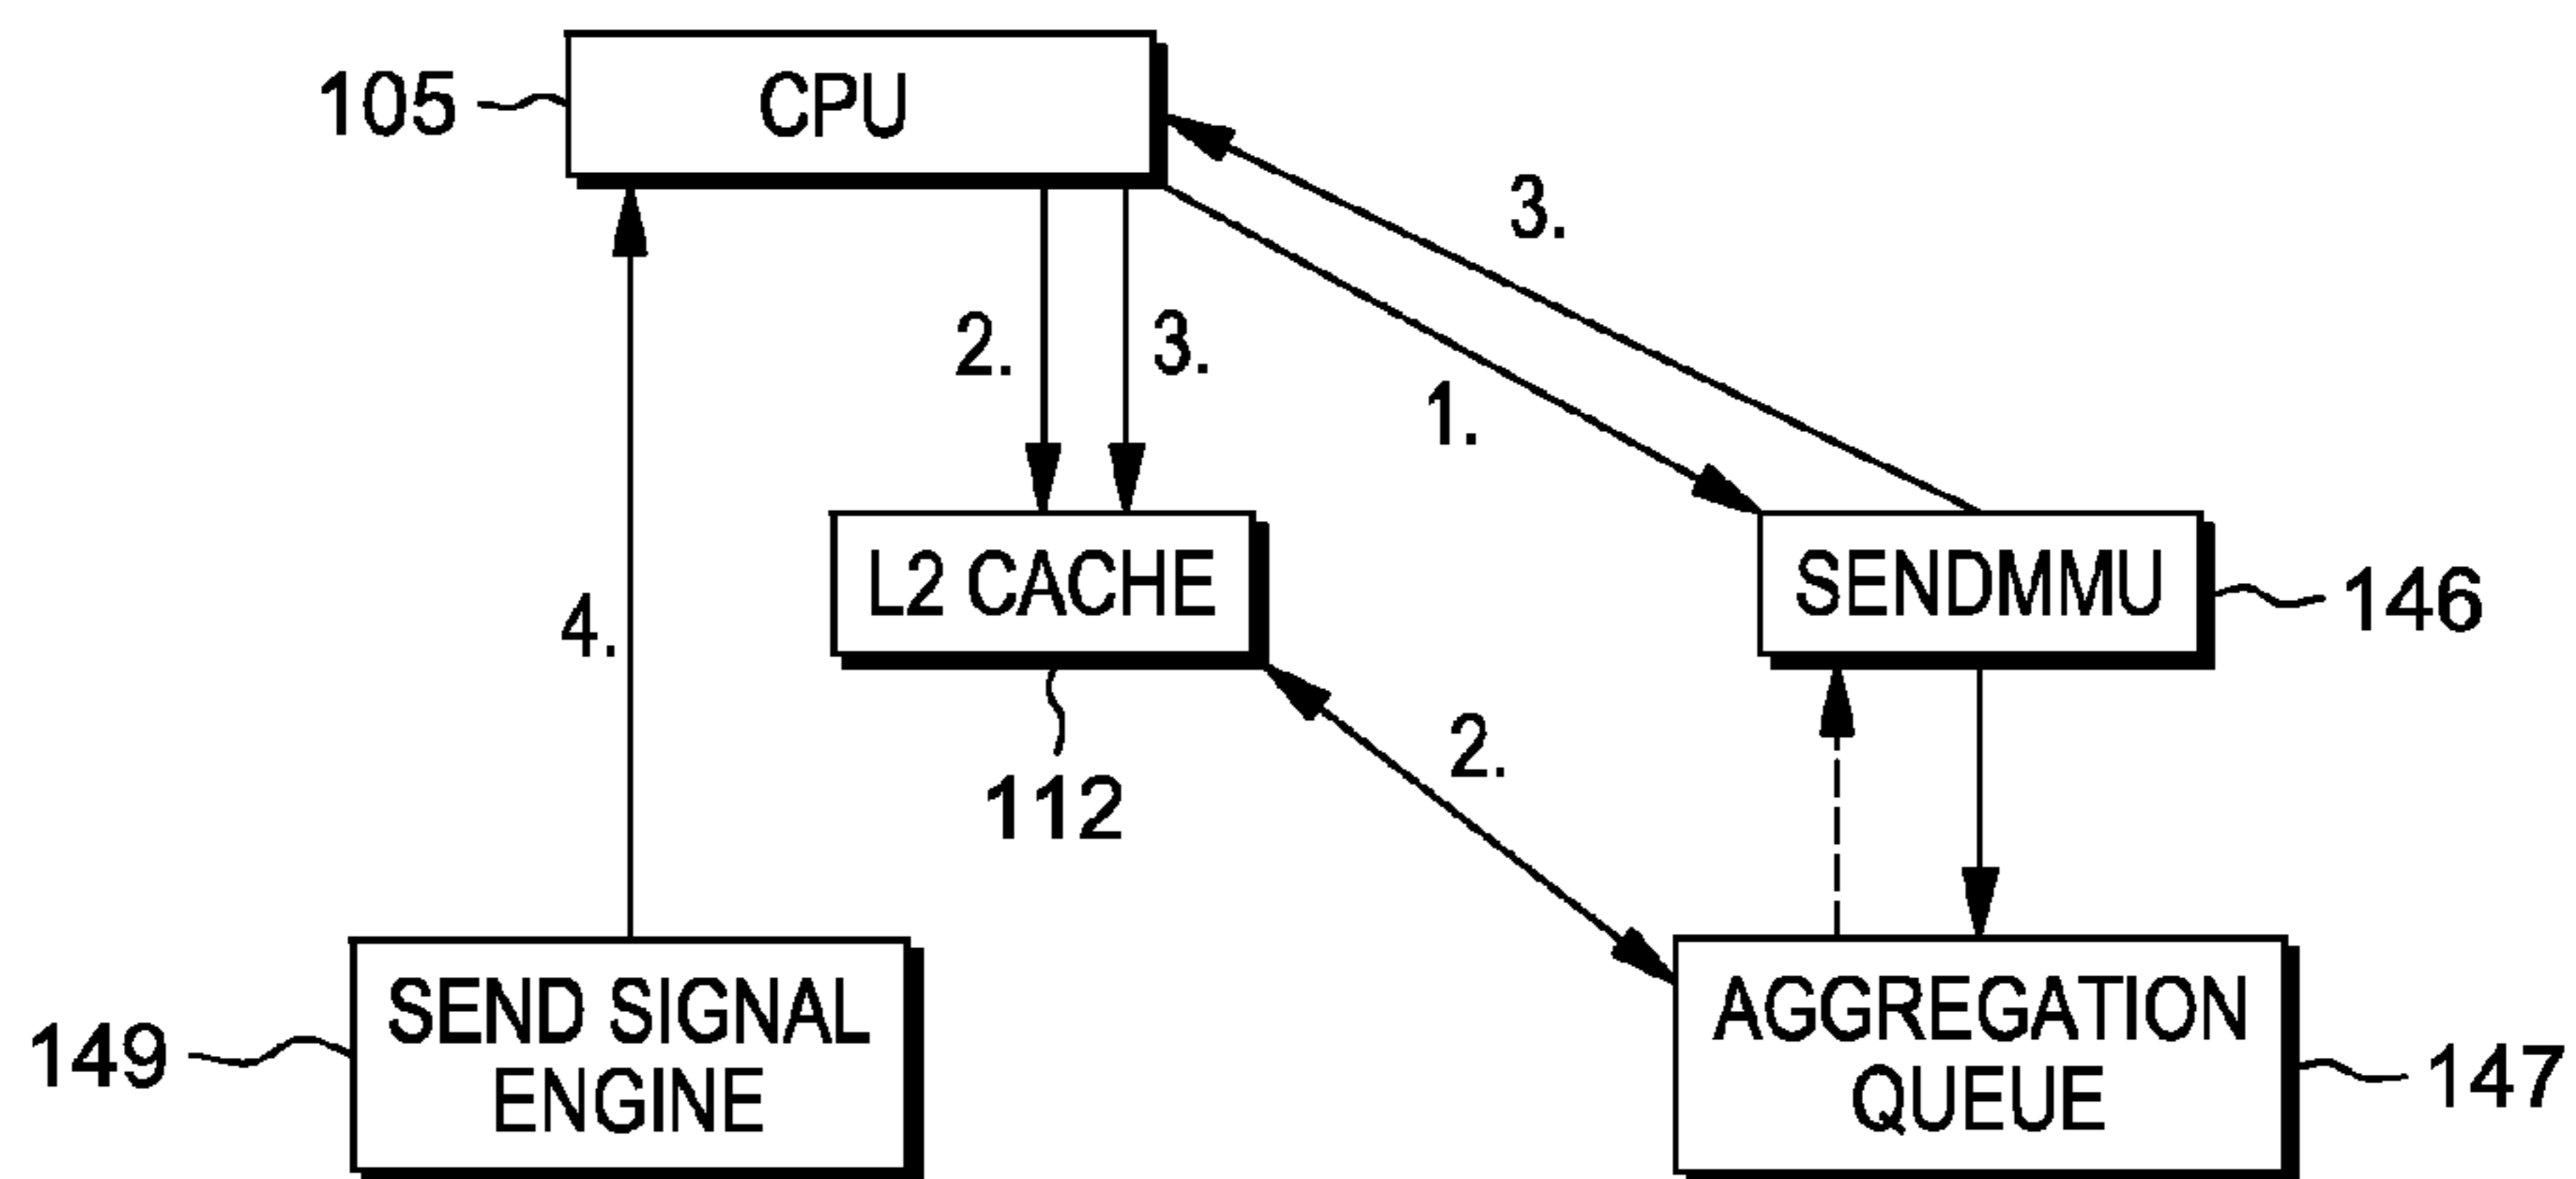 105
CPU
3.
2.
3.
1.
L2 CACHE
SENDMMU
146
4.
112
2.
SEND SIGNAL
ENGINE
149
AGGREGATION
QUEUE
147